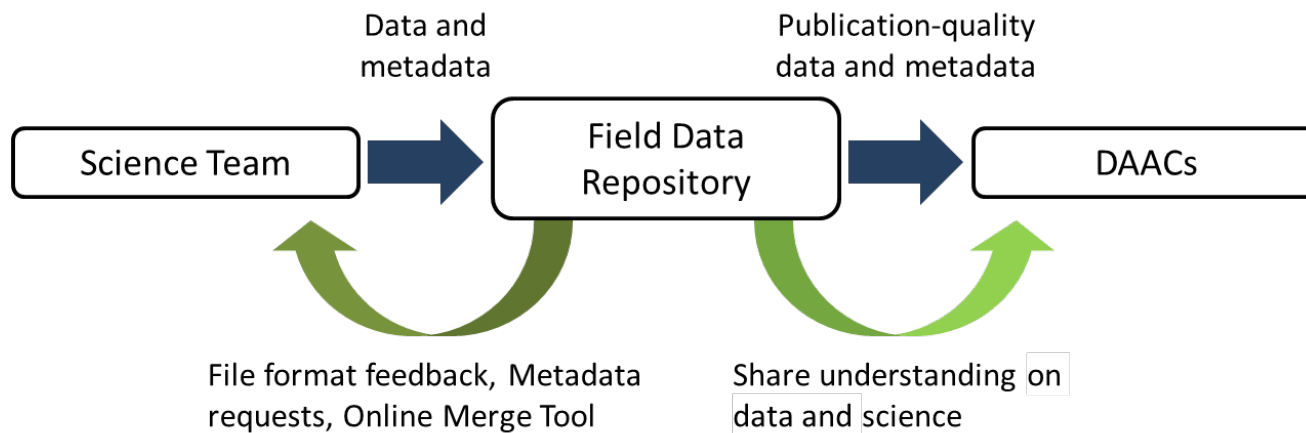 Data and
metadata
Publication-quality
data and metadata
Science Team
Field Data
Repository
DAACs
File format feedback, Metadata
requests, Online Merge Tool
Share understanding on
data and science